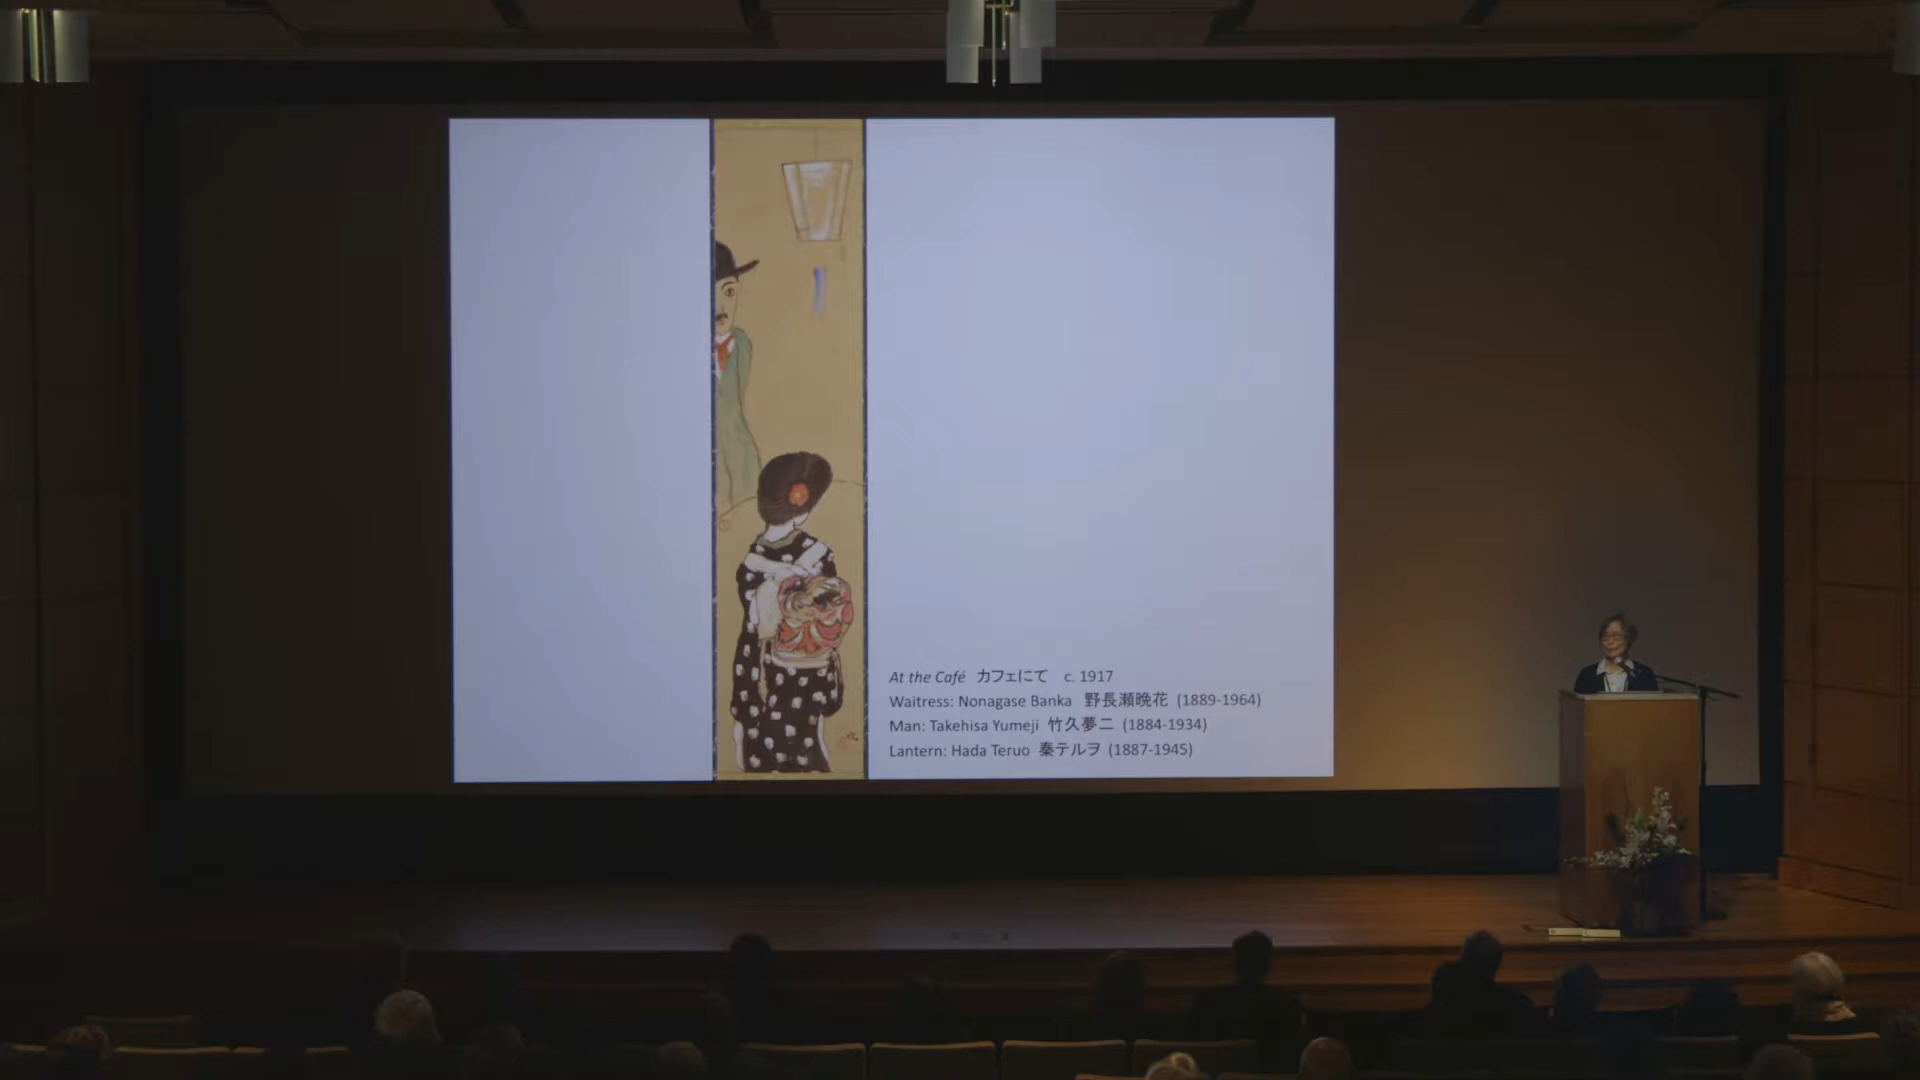 At the Café カフェにて c. 1917
Waitress: Nonagase Banka 野長瀬晩花 (1889-1964)
Man: Takehisa Yumeji 竹久夢二 (1884-1934)
Lantern: Hada Teruo 秦テルヲ (1887-1945)